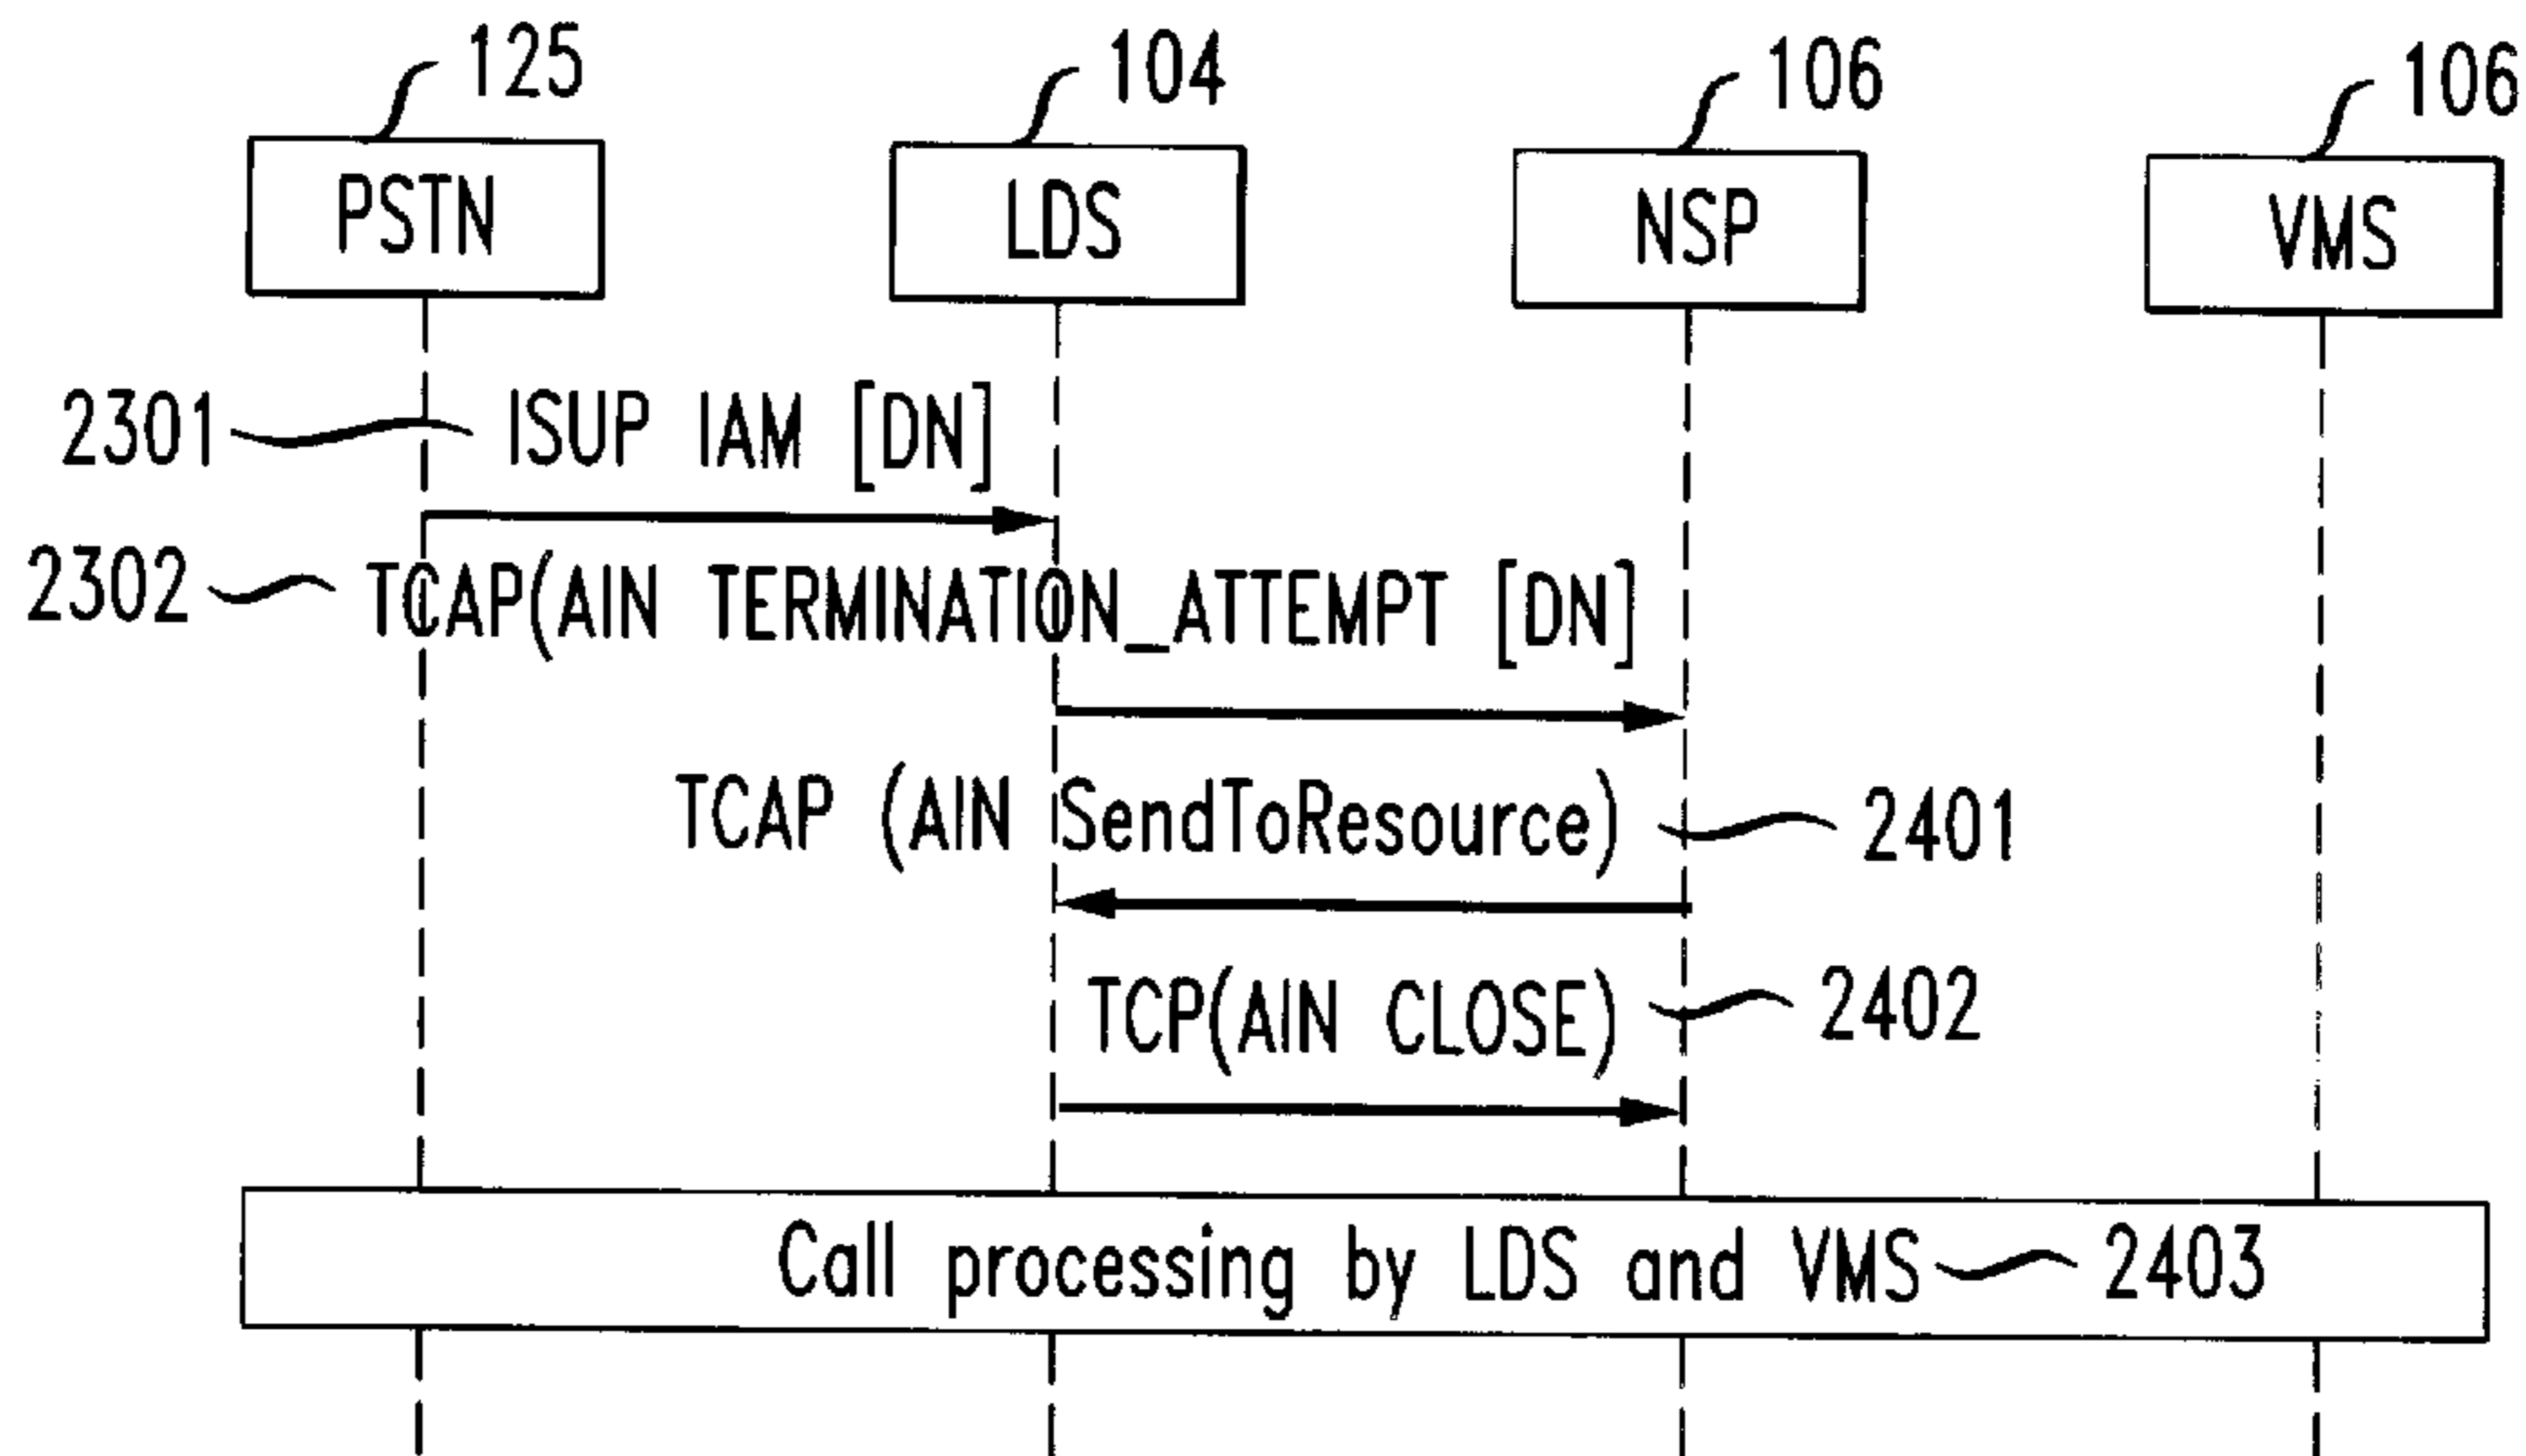 125 104 106 106
PSTN LDS NSP VMS
2301 ISUP IAM [DN]
2302 TCAP(AIN TERMINATION_ATTEMPT [DN]
TCAP (AIN SendToResource) 2401
TCP(AIN CLOSE) 2402
Call processing by LDS and VMS 2403